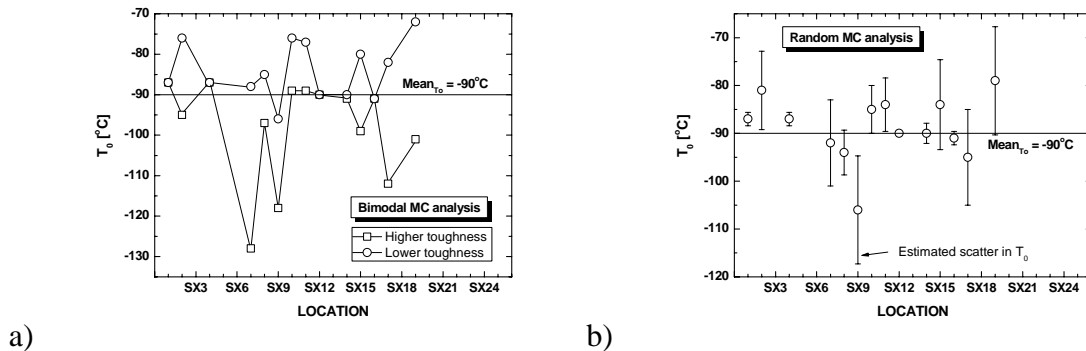 -70
-80
-90
-100
-110
-120
-130
T0 [°C]
MeanTo = -90°C
Bimodal MC analysis
Higher toughness
Lower toughness
SX3 SX6 SX9 SX12 SX15 SX18 SX21 SX24
LOCATION
a)
-70
-80
-90
-100
-110
-120
T0 [°C]
Random MC analysis
MeanTo = -90°C
Estimated scatter in T0
SX3 SX6 SX9 SX12 SX15 SX18 SX21 SX24
LOCATION
b)